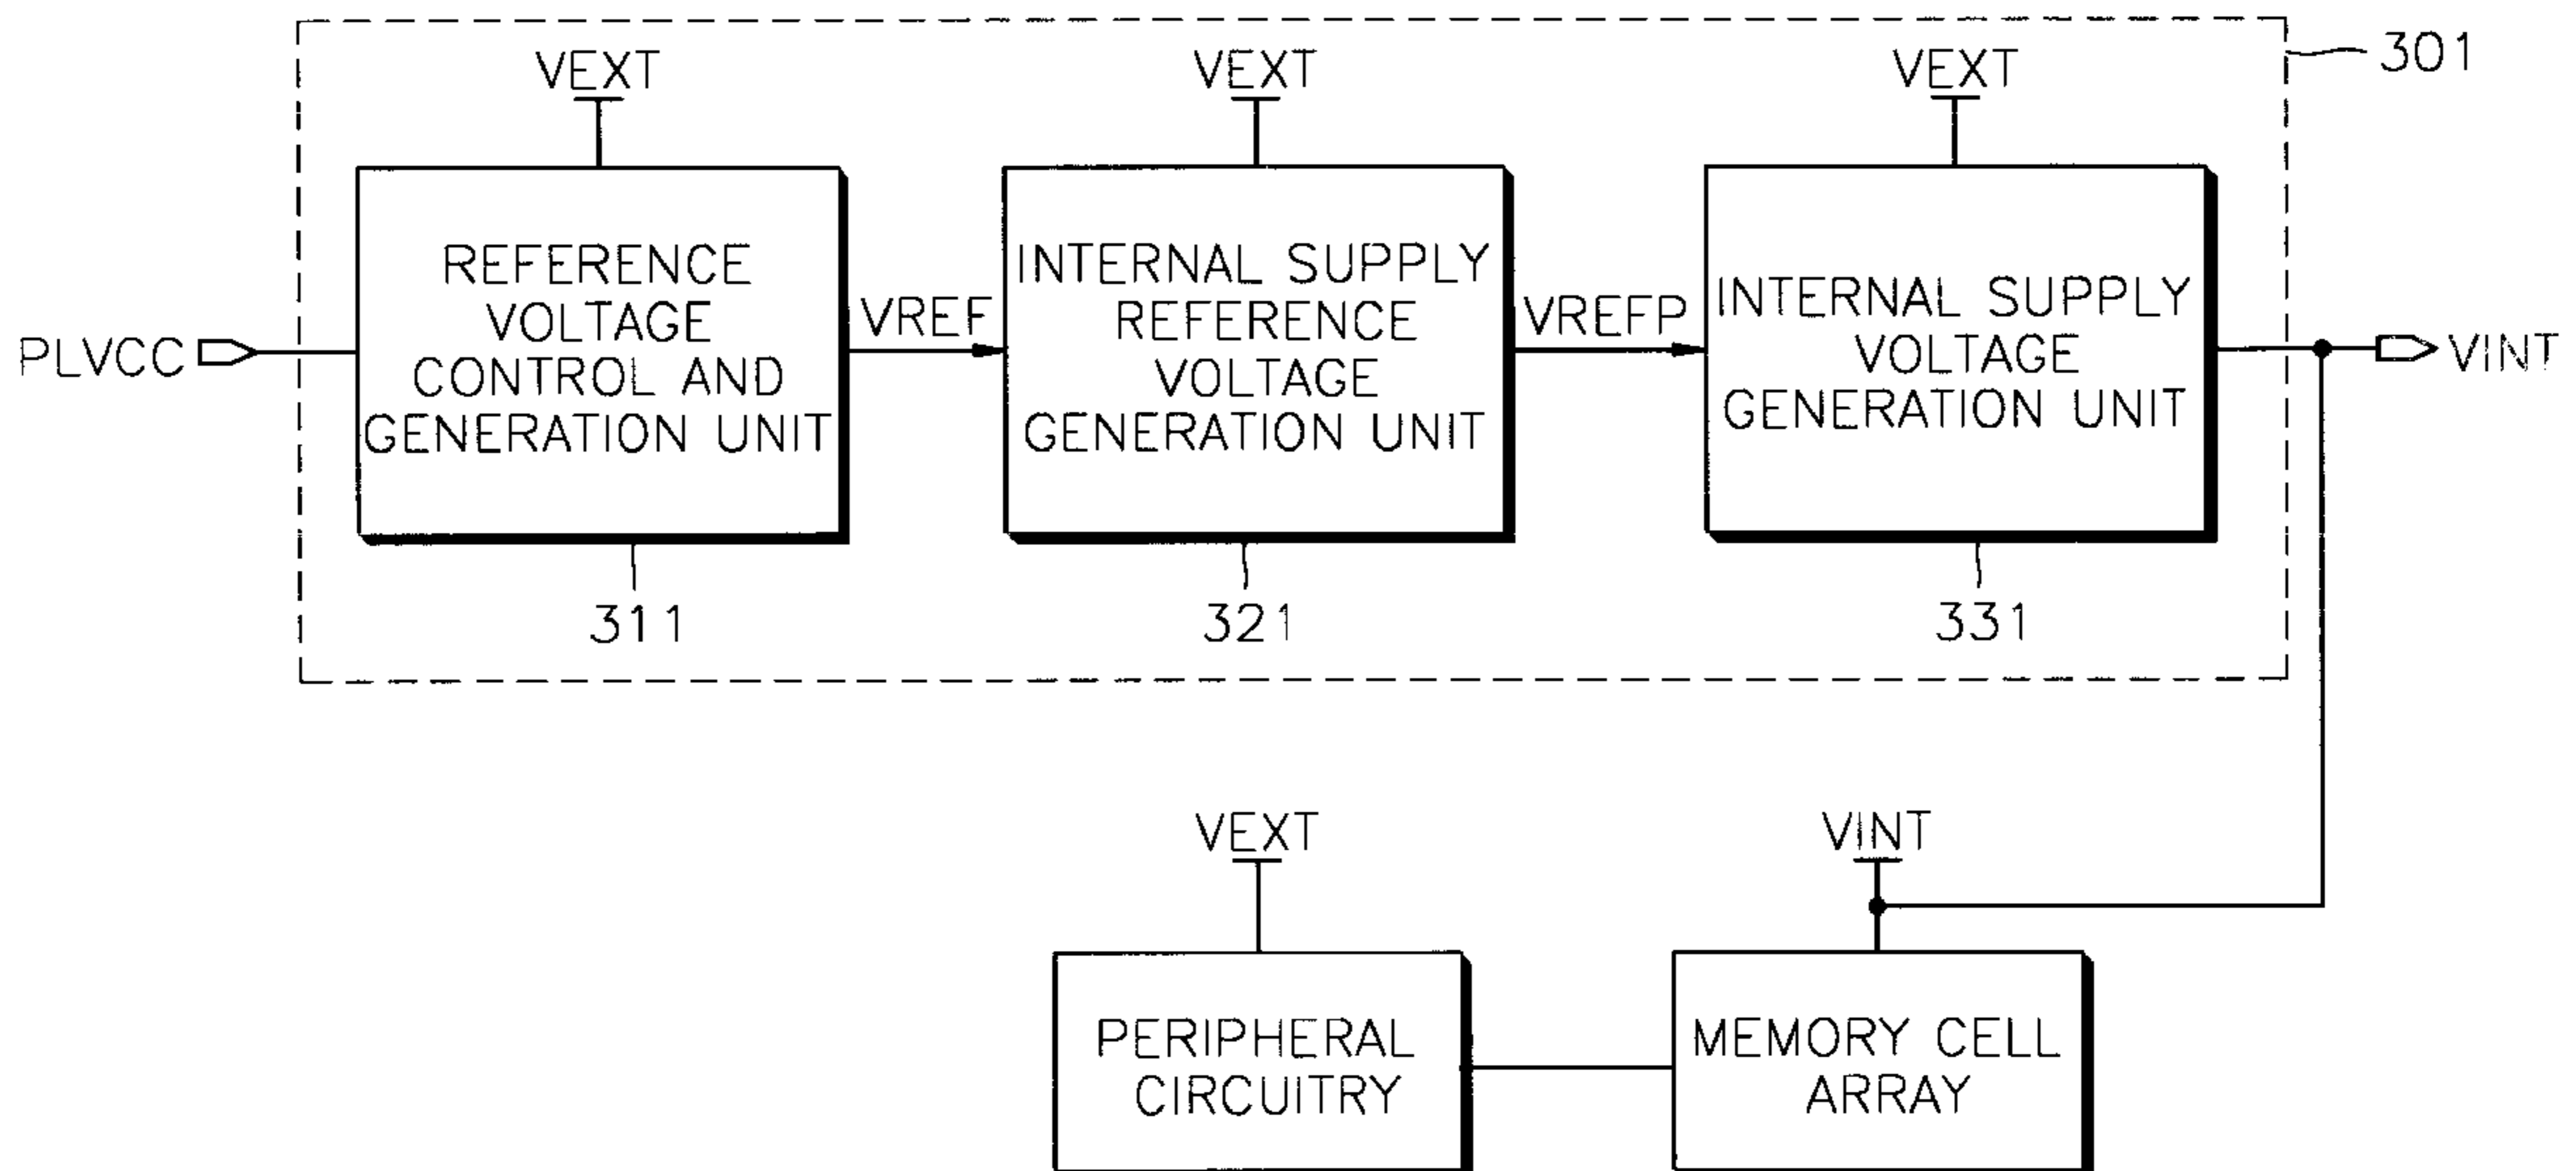 VEXT
VEXT
VEXT
301
REFERENCE
VOLTAGE
CONTROL AND
GENERATION UNIT
INTERNAL SUPPLY
REFERENCE
VOLTAGE
GENERATION UNIT
INTERNAL SUPPLY
VOLTAGE
GENERATION UNIT
PLVCC
VREF
VREFP
VINT
311
321
331
VEXT
VINT
PERIPHERAL
CIRCUITRY
MEMORY CELL
ARRAY